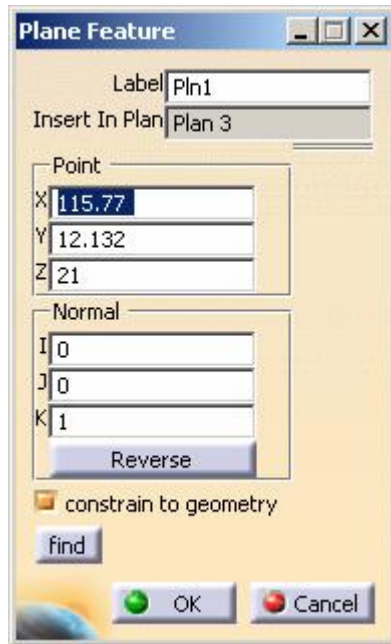 Plane Feature
Label Pln1
Insert In Plan Plan 3
Point
X 115.77
Y 12.132
Z 21
Normal
I 0
J 0
K 1
Reverse
constrain to geometry
find
OK Cancel